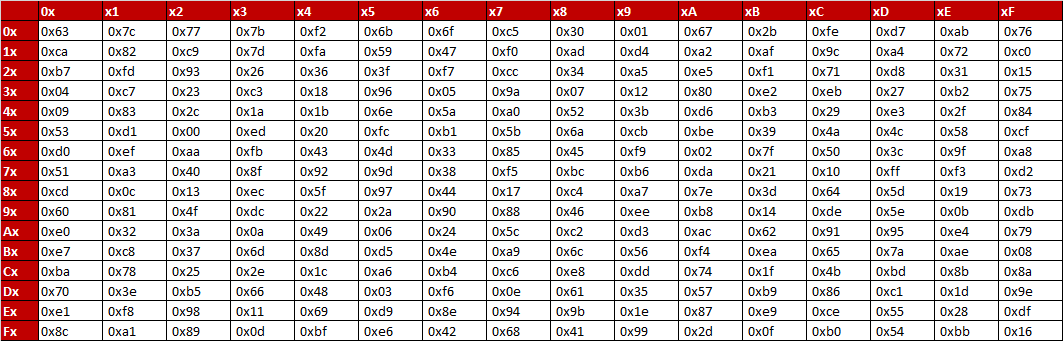 0x x1 x2 x3 x4 x5 x6 x7 x8 x9 xA xB xC xD xE xF
0x 0x63 0x7c 0x77 0x7b 0xf2 0x6b 0x6f 0xc5 0x30 0x01 0x67 0x2b 0xfe 0xd7 0xab 0x76
1x 0xca 0x82 0xc9 0x7d 0xfa 0x59 0x47 0xf0 0xad 0xd4 0xa2 0xaf 0x9c 0xa4 0x72 0xc0
2x 0xb7 0xfd 0x93 0x26 0x36 0x3f 0xf7 0xcc 0x34 0xa5 0xe5 0xf1 0x71 0xd8 0x31 0x15
3x 0x04 0xc7 0x23 0xc3 0x18 0x96 0x05 0x9a 0x07 0x12 0x80 0xe2 0xeb 0x27 0xb2 0x75
4x 0x09 0x83 0x2c 0x1a 0x1b 0x6e 0x5a 0xa0 0x52 0x3b 0xd6 0xb3 0x29 0xe3 0x2f 0x84
5x 0x53 0xd1 0x00 0xed 0x20 0xfc 0xb1 0x5b 0x6a 0xcb 0xbe 0x39 0x4a 0x4c 0x58 0xcf
6x 0xd0 0xef 0xaa 0xfb 0x43 0x4d 0x33 0x85 0x45 0xf9 0x02 0x7f 0x50 0x3c 0x9f 0xa8
7x 0x51 0xa3 0x40 0x8f 0x92 0x9d 0x38 0xf5 0xbc 0xb6 0xda 0x21 0x10 0xff 0xf3 0xd2
8x 0xcd 0x0c 0x13 0xec 0x5f 0x97 0x44 0x17 0xc4 0xa7 0x7e 0x3d 0x64 0x5d 0x19 0x73
9x 0x60 0x81 0x4f 0xdc 0x22 0x2a 0x90 0x88 0x46 0xee 0xb8 0x14 0xde 0x5e 0x0b 0xdb
Ax 0xe0 0x32 0x3a 0x0a 0x49 0x06 0x24 0x5c 0xc2 0xd3 0xac 0x62 0x91 0x95 0xe4 0x79
Bx 0xe7 0xc8 0x37 0x6d 0x8d 0xd5 0x4e 0xa9 0x6c 0x56 0xf4 0xea 0x65 0x7a 0xae 0x08
Cx 0xba 0x78 0x25 0x2e 0x1c 0xa6 0xb4 0xc6 0xe8 0xdd 0x74 0x1f 0x4b 0xbd 0x8b 0x8a
Dx 0x70 0x3e 0xb5 0x66 0x48 0x03 0xf6 0x0e 0x61 0x35 0x57 0xb9 0x86 0xc1 0x1d 0x9e
Ex 0xe1 0xf8 0x98 0x11 0x69 0xd9 0x8e 0x94 0x9b 0x1e 0x87 0xe9 0xce 0x55 0x28 0xdf
Fx 0x8c 0xa1 0x89 0x0d 0xbf 0xe6 0x42 0x68 0x41 0x99 0x2d 0x0f 0xb0 0x54 0xbb 0x16